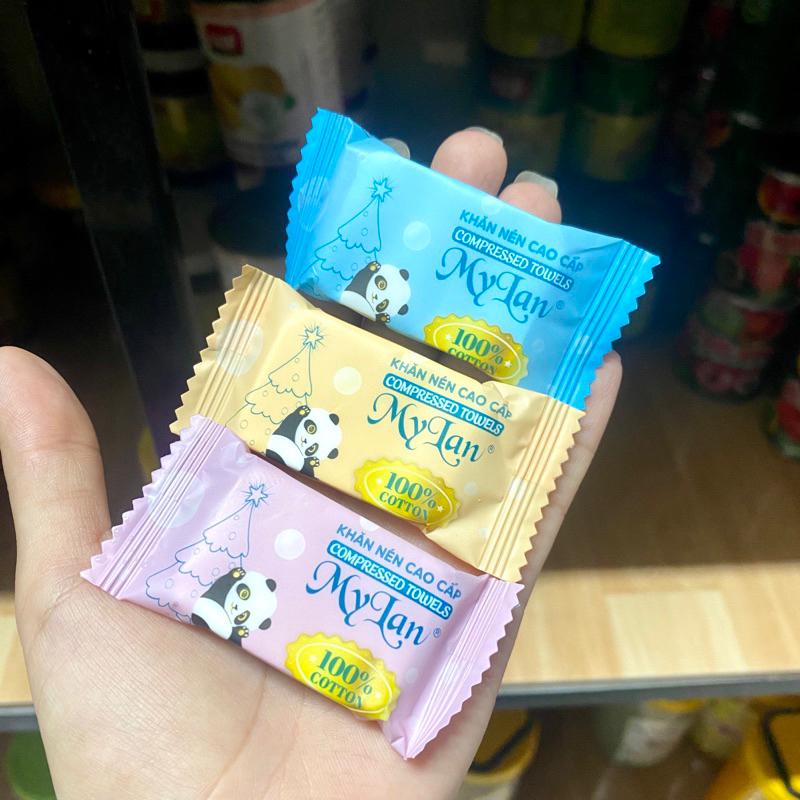 KHĂN NÉN CAO CẤP
COMPRESSED TOWELS
MyLan®
100%
COTTON
KHĂN NÉN CAO CẤP
COMPRESSED TOWELS
MyLan®
100%
COTTON
KHĂN NÉN CAO CẤP
COMPRESSED TOWELS
MyLan®
100%
COTTON